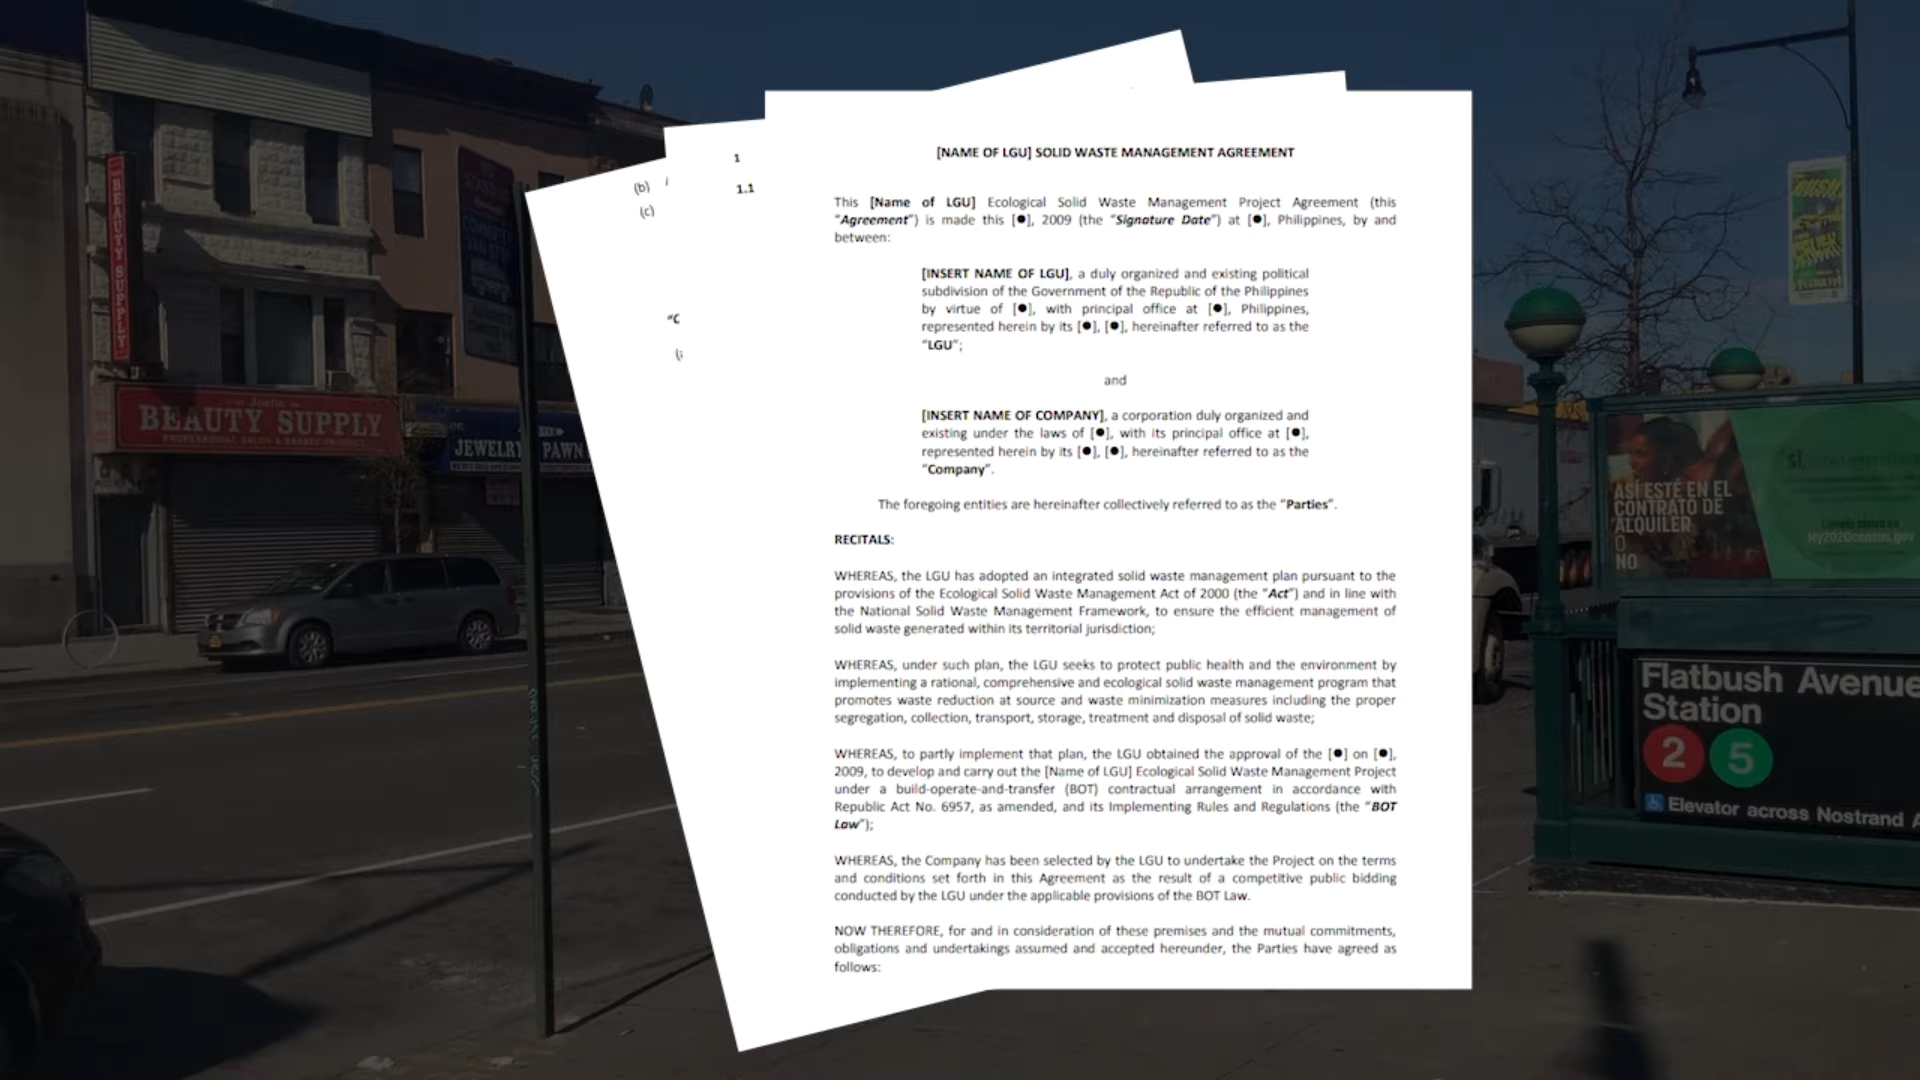 [NAME OF LGU] SOLID WASTE MANAGEMENT AGREEMENT
This [Name of LGU] Ecological Solid Waste Management Project Agreement (this
“Agreement”) is made this [●], 2009 (the “Signature Date”) at [●], Philippines, by and
between:
[INSERT NAME OF LGU], a duly organized and existing political
subdivision of the Government of the Republic of the Philippines
by virtue of [●], with principal office at [●], Philippines,
represented herein by its [●], [●], hereinafter referred to as the
“LGU”;
and
[INSERT NAME OF COMPANY], a corporation duly organized and
existing under the laws of [●], with its principal office at [●],
represented herein by its [●], [●], hereinafter referred to as the
“Company”.
The foregoing entities are hereinafter collectively referred to as the “Parties”.
RECITALS:
WHEREAS, the LGU has adopted an integrated solid waste management plan pursuant to the
provisions of the Ecological Solid Waste Management Act of 2000 (the “Act”) and in line with
the National Solid Waste Management Framework, to ensure the efficient management of
solid waste generated within its territorial jurisdiction;
WHEREAS, under such plan, the LGU seeks to protect public health and the environment by
implementing a rational, comprehensive and ecological solid waste management program that
promotes waste reduction at source and waste minimization measures including the proper
segregation, collection, transport, storage, treatment and disposal of solid waste;
WHEREAS, to partly implement that plan, the LGU obtained the approval of the [●] on [●],
2009, to develop and carry out the [Name of LGU] Ecological Solid Waste Management Project
under a build-operate-and-transfer (BOT) contractual arrangement in accordance with
Republic Act No. 6957, as amended, and its Implementing Rules and Regulations (the “BOT
Law”);
WHEREAS, the Company has been selected by the LGU to undertake the Project on the terms
and conditions set forth in this Agreement as the result of a competitive public bidding
conducted by the LGU under the applicable provisions of the BOT Law.
NOW THEREFORE, for and in consideration of these premises and the mutual commitments,
obligations and undertakings assumed and accepted hereunder, the Parties have agreed as
follows:
1
1.1
(b)
(c)
“C
BEAUTY SUPPLY
Joelle
BEAUTY SUPPLY
PROFESSIONAL SALON & BARBER PRODUCT
JEWELRY PAWN
ASÍ ESTÉ EN EL
CONTRATO DE
ALQUILER
O
NO
My2020census.gov
Flatbush Avenue
Station
2 5
Elevator across Nostrand A